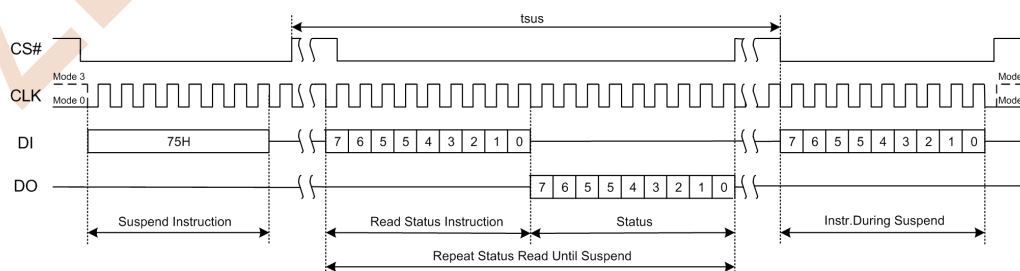 tsus
CS#
Mode 3
CLK
Mode 0
Mode
Mode
DI
75H
7 6 5 5 4 3 2 1 0
7 6 5 5 4 3 2 1 0
DO
7 6 5 5 4 3 2 1 0
Suspend Instruction
Read Status Instruction
Status
Instr.During Suspend
Repeat Status Read Until Suspend